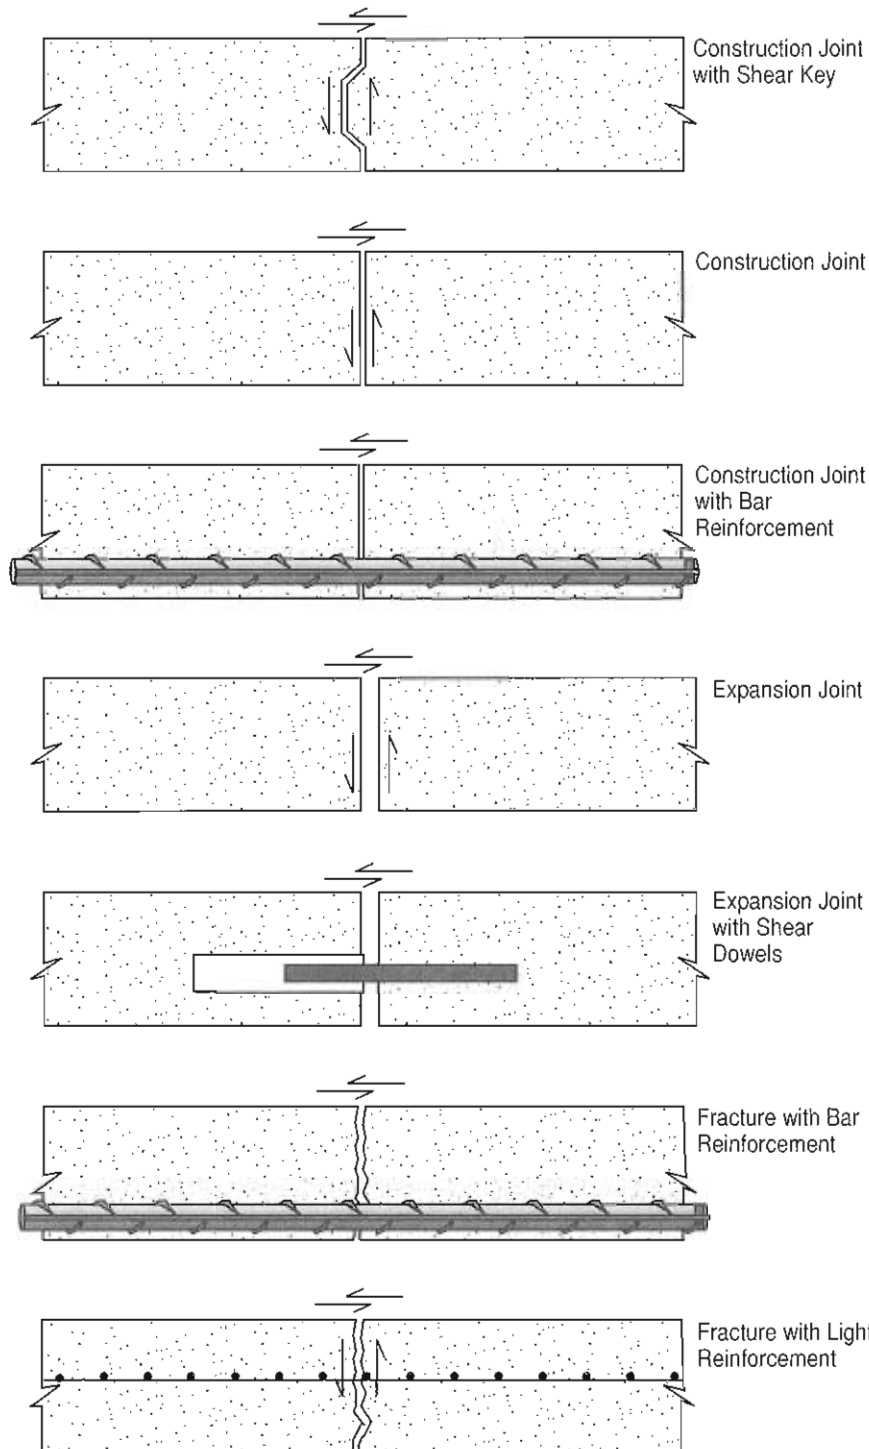 Construction Joint
with Shear Key
Construction Joint
Construction Joint
with Bar
Reinforcement
Expansion Joint
Expansion Joint
with Shear
Dowels
Fracture with Bar
Reinforcement
Fracture with Light
Reinforcement